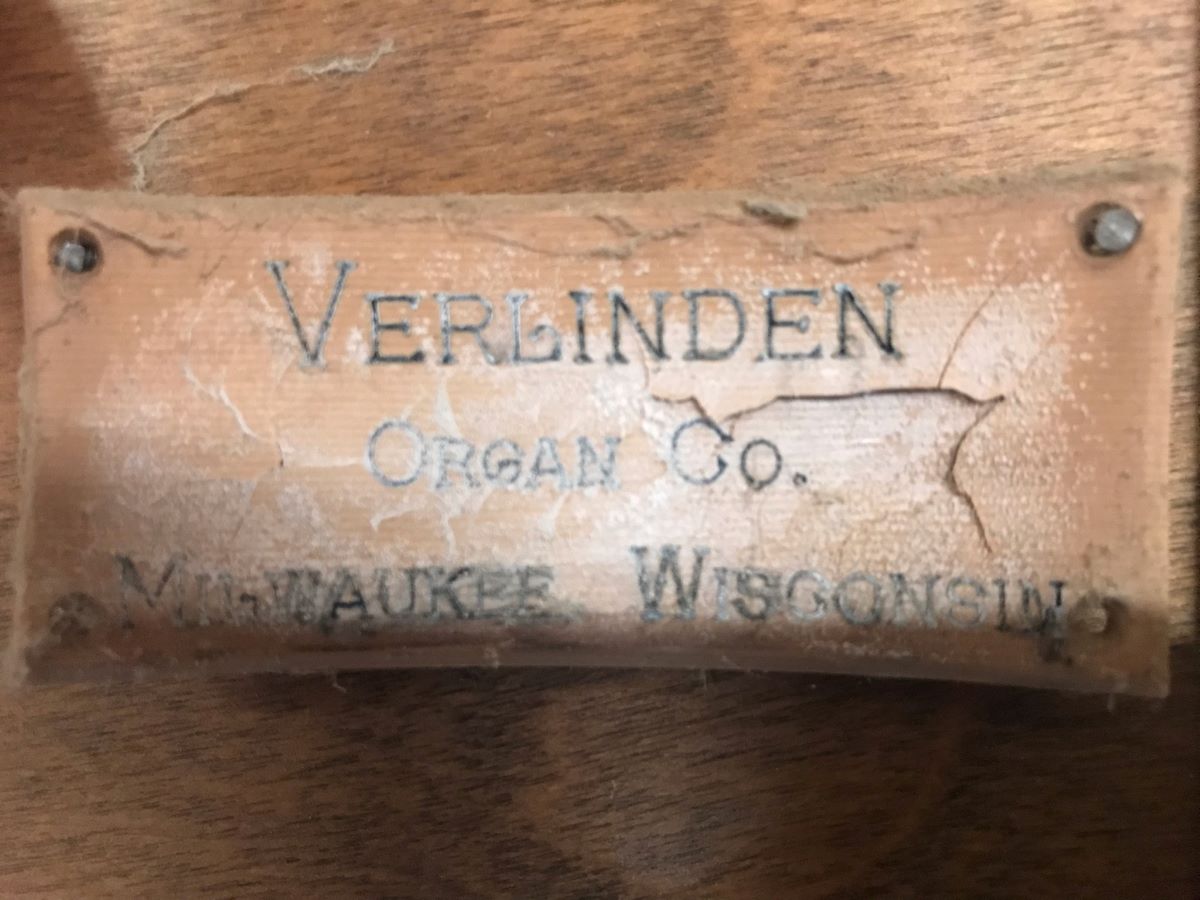 VERLINDEN
ORGAN CO.
MILWAUKEE, WISCONSIN